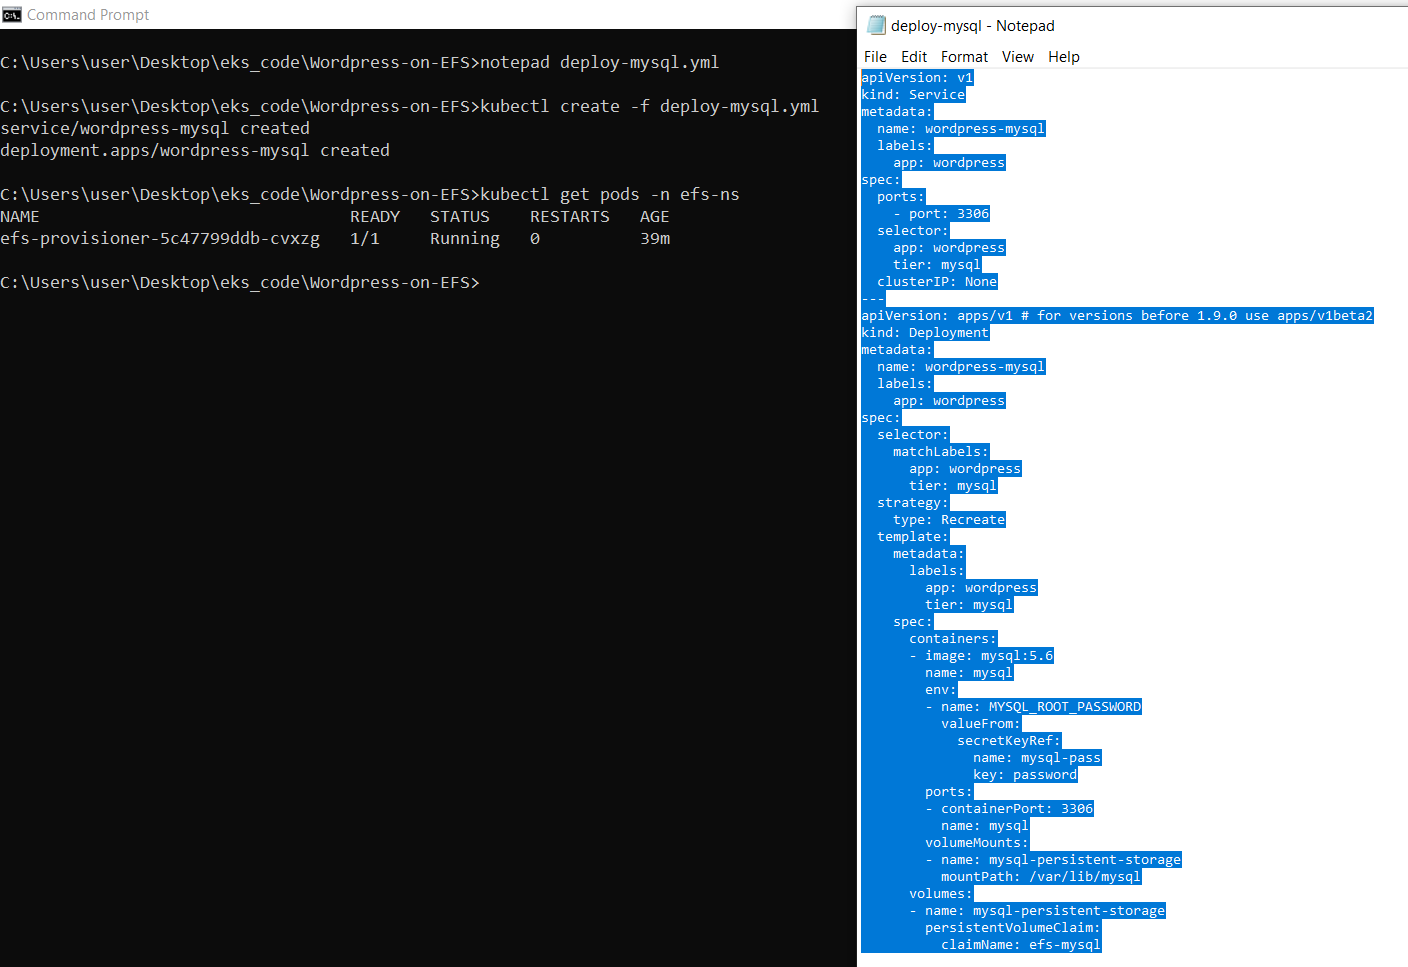 Command Prompt
C:\Users\user\Desktop\eks_code\Wordpress-on-EFS>notepad deploy-mysql.yml
C:\Users\user\Desktop\eks_code\Wordpress-on-EFS>kubectl create -f deploy-mysql.yml
service/wordpress-mysql created
deployment.apps/wordpress-mysql created
C:\Users\user\Desktop\eks_code\Wordpress-on-EFS>kubectl get pods -n efs-ns
NAME READY STATUS RESTARTS AGE
efs-provisioner-5c47799ddb-cvxzg 1/1 Running 0 39m
C:\Users\user\Desktop\eks_code\Wordpress-on-EFS>
deploy-mysql - Notepad
File Edit Format View Help
apiVersion: v1
kind: Service
metadata:
  name: wordpress-mysql
  labels:
    app: wordpress
spec:
  ports:
    - port: 3306
  selector:
    app: wordpress
    tier: mysql
  clusterIP: None
---
apiVersion: apps/v1 # for versions before 1.9.0 use apps/v1beta2
kind: Deployment
metadata:
  name: wordpress-mysql
  labels:
    app: wordpress
spec:
  selector:
    matchLabels:
      app: wordpress
      tier: mysql
  strategy:
    type: Recreate
  template:
    metadata:
      labels:
        app: wordpress
        tier: mysql
    spec:
      containers:
      - image: mysql:5.6
        name: mysql
        env:
        - name: MYSQL_ROOT_PASSWORD
          valueFrom:
            secretKeyRef:
              name: mysql-pass
              key: password
        ports:
        - containerPort: 3306
          name: mysql
        volumeMounts:
        - name: mysql-persistent-storage
          mountPath: /var/lib/mysql
      volumes:
      - name: mysql-persistent-storage
        persistentVolumeClaim:
          claimName: efs-mysql